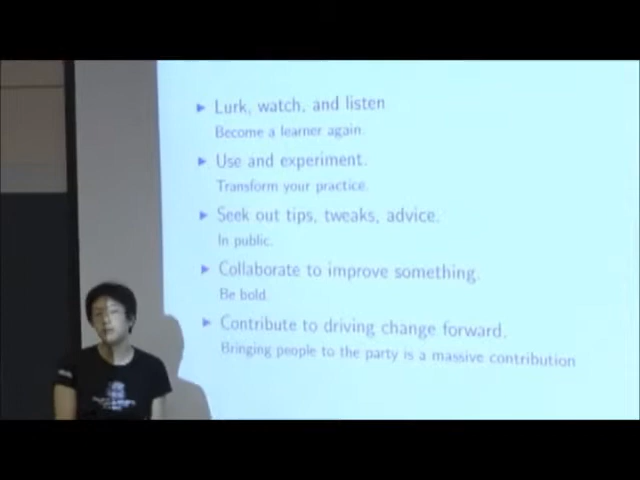 Lurk, watch, and listen
Become a learner again.
Use and experiment.
Transform your practice.
Seek out tips, tweaks, advice.
In public.
Collaborate to improve something.
Be bold.
Contribute to driving change forward.
Bringing people to the party is a massive contribution